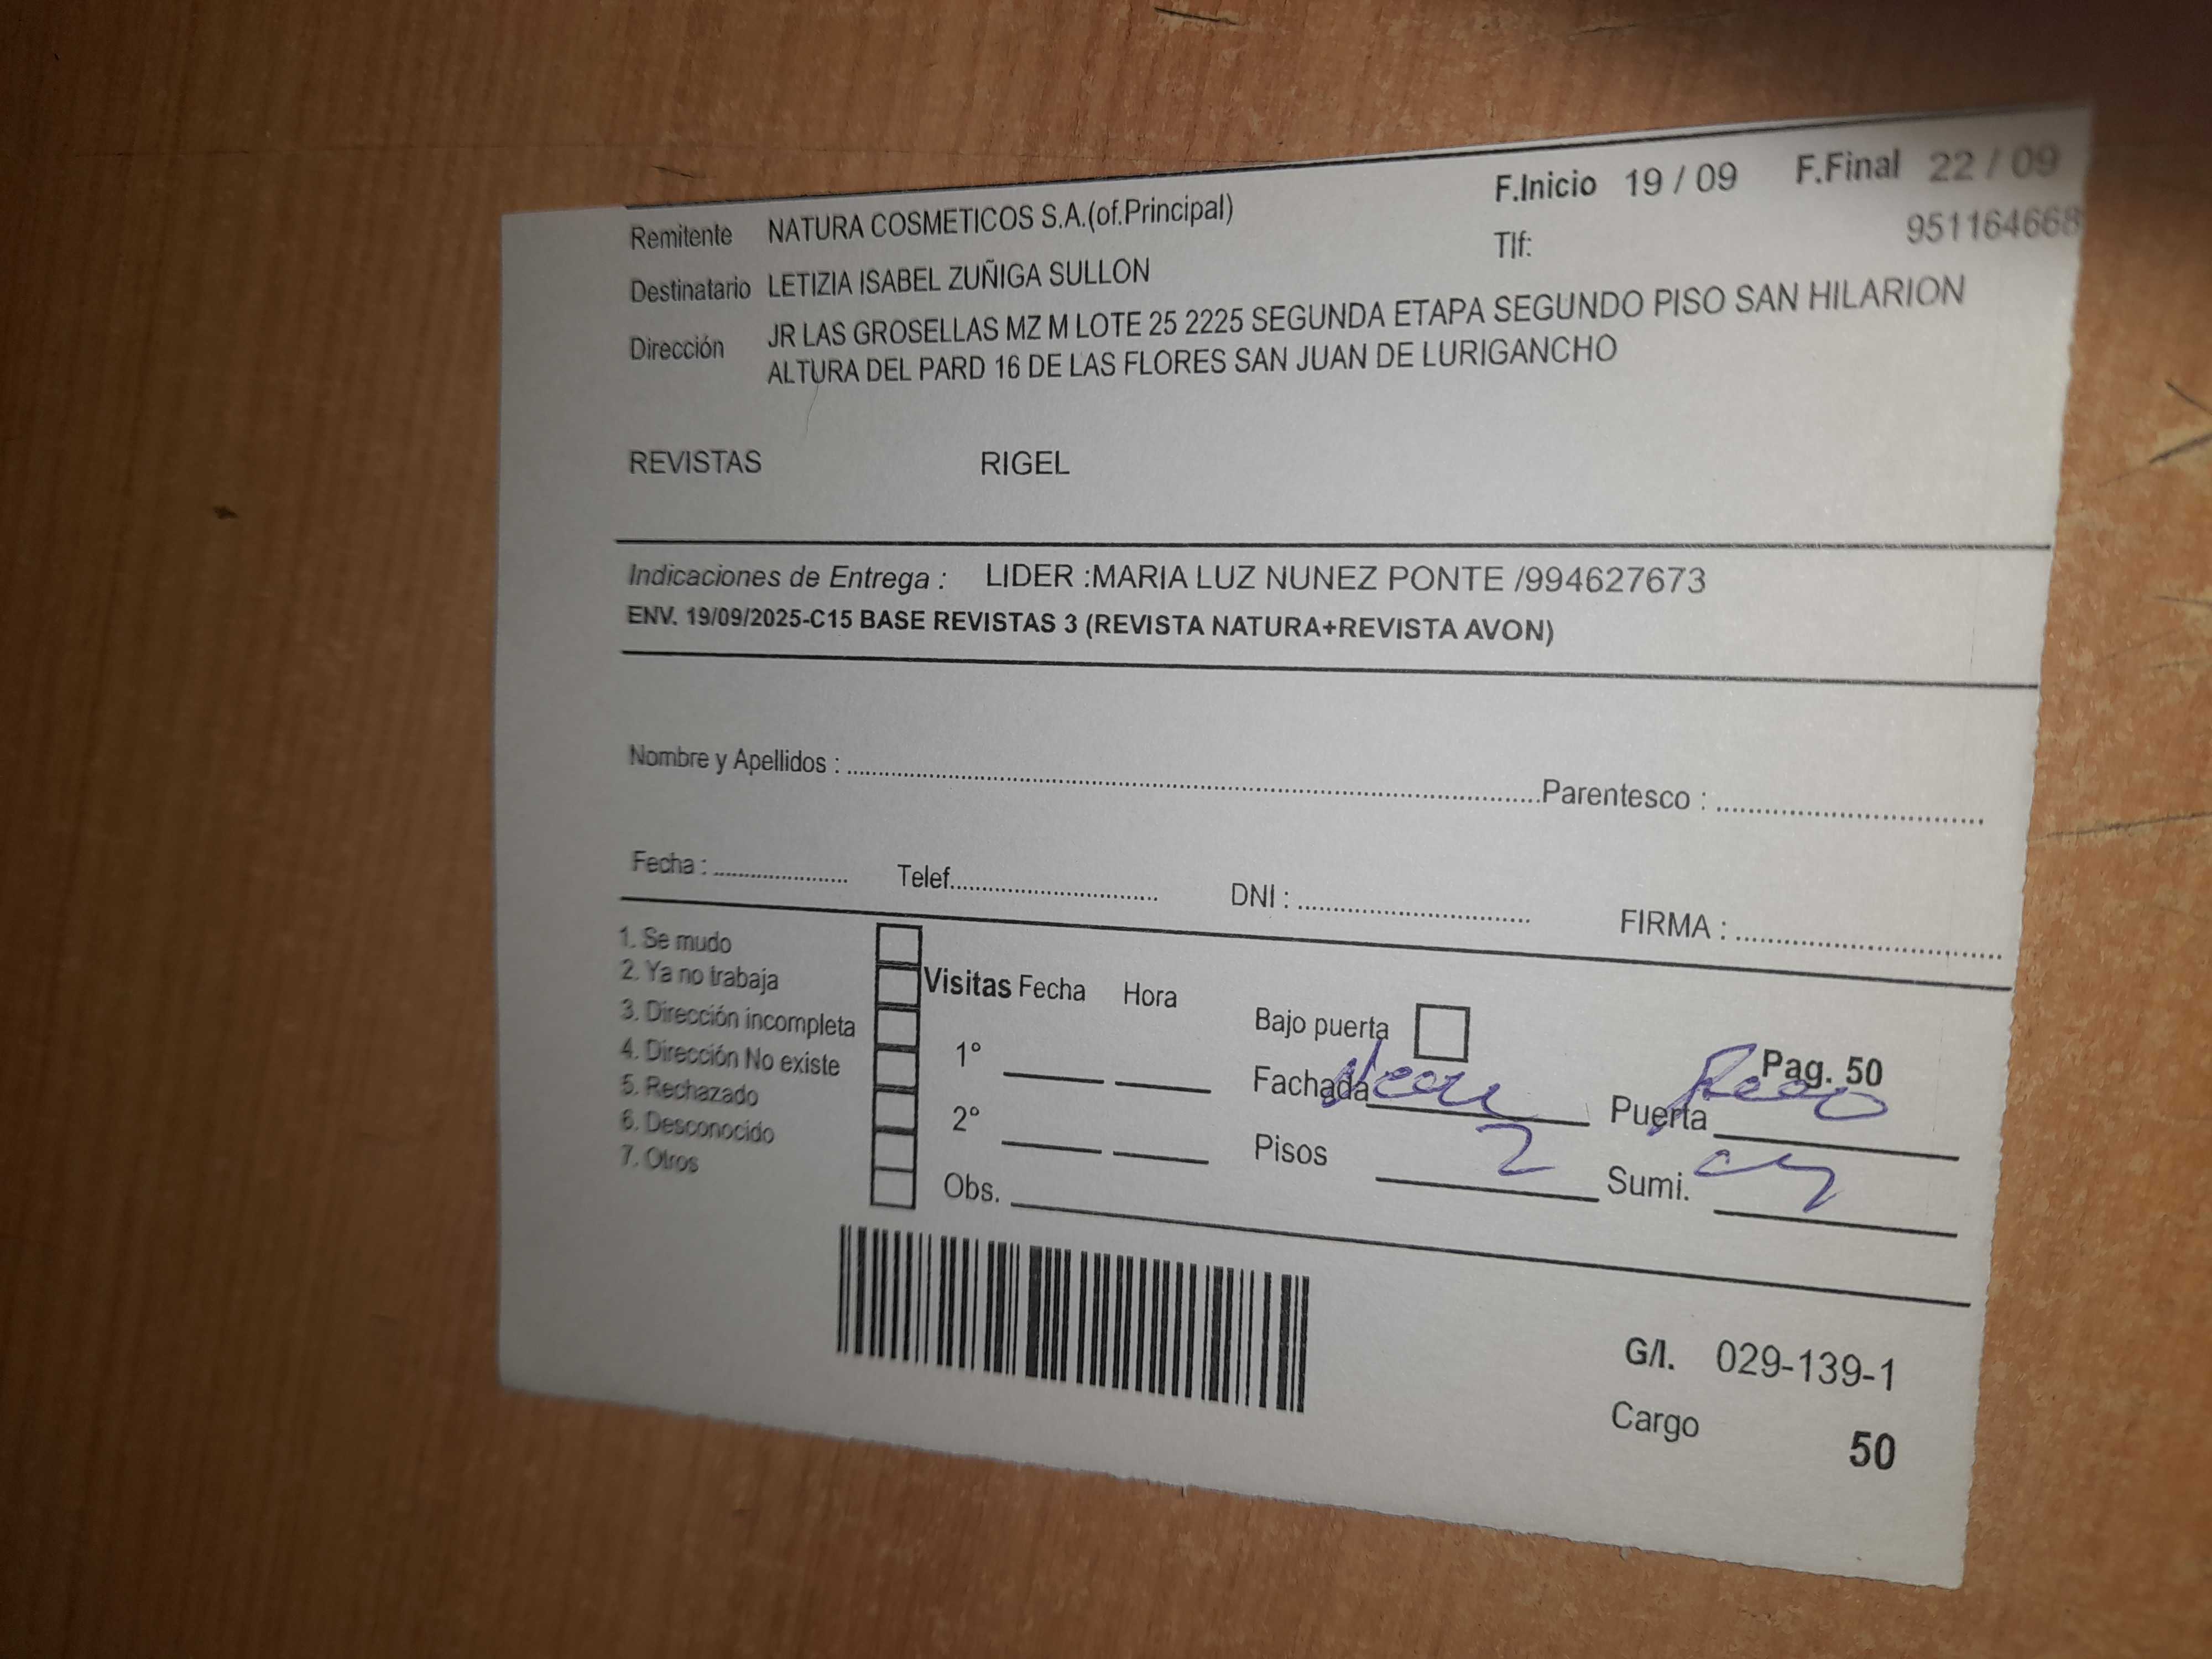 F.Inicio 19 / 09 F.Final 22 / 09
Remitente NATURA COSMETICOS S.A.(of.Principal)
Tlf: 951164668
Destinatario LETIZIA ISABEL ZUÑIGA SULLON
Dirección JR LAS GROSELLAS MZ M LOTE 25 2225 SEGUNDA ETAPA SEGUNDO PISO SAN HILARION
ALTURA DEL PARD 16 DE LAS FLORES SAN JUAN DE LURIGANCHO
REVISTAS RIGEL
Indicaciones de Entrega : LIDER :MARIA LUZ NUNEZ PONTE /994627673
ENV. 19/09/2025-C15 BASE REVISTAS 3 (REVISTA NATURA+REVISTA AVON)
Nombre y Apellidos : Parentesco :
Fecha : Telef. DNI : FIRMA :
1. Se mudo
2. Ya no trabaja
3. Dirección incompleta
4. Dirección No existe
5. Rechazado
6. Desconocido
7. Otros
Visitas Fecha Hora
1°
2°
Obs.
Bajo puerta
Fachada
Pisos 2
Pag. 50
Puerta
Sumi.
G/I. 029-139-1
Cargo 50